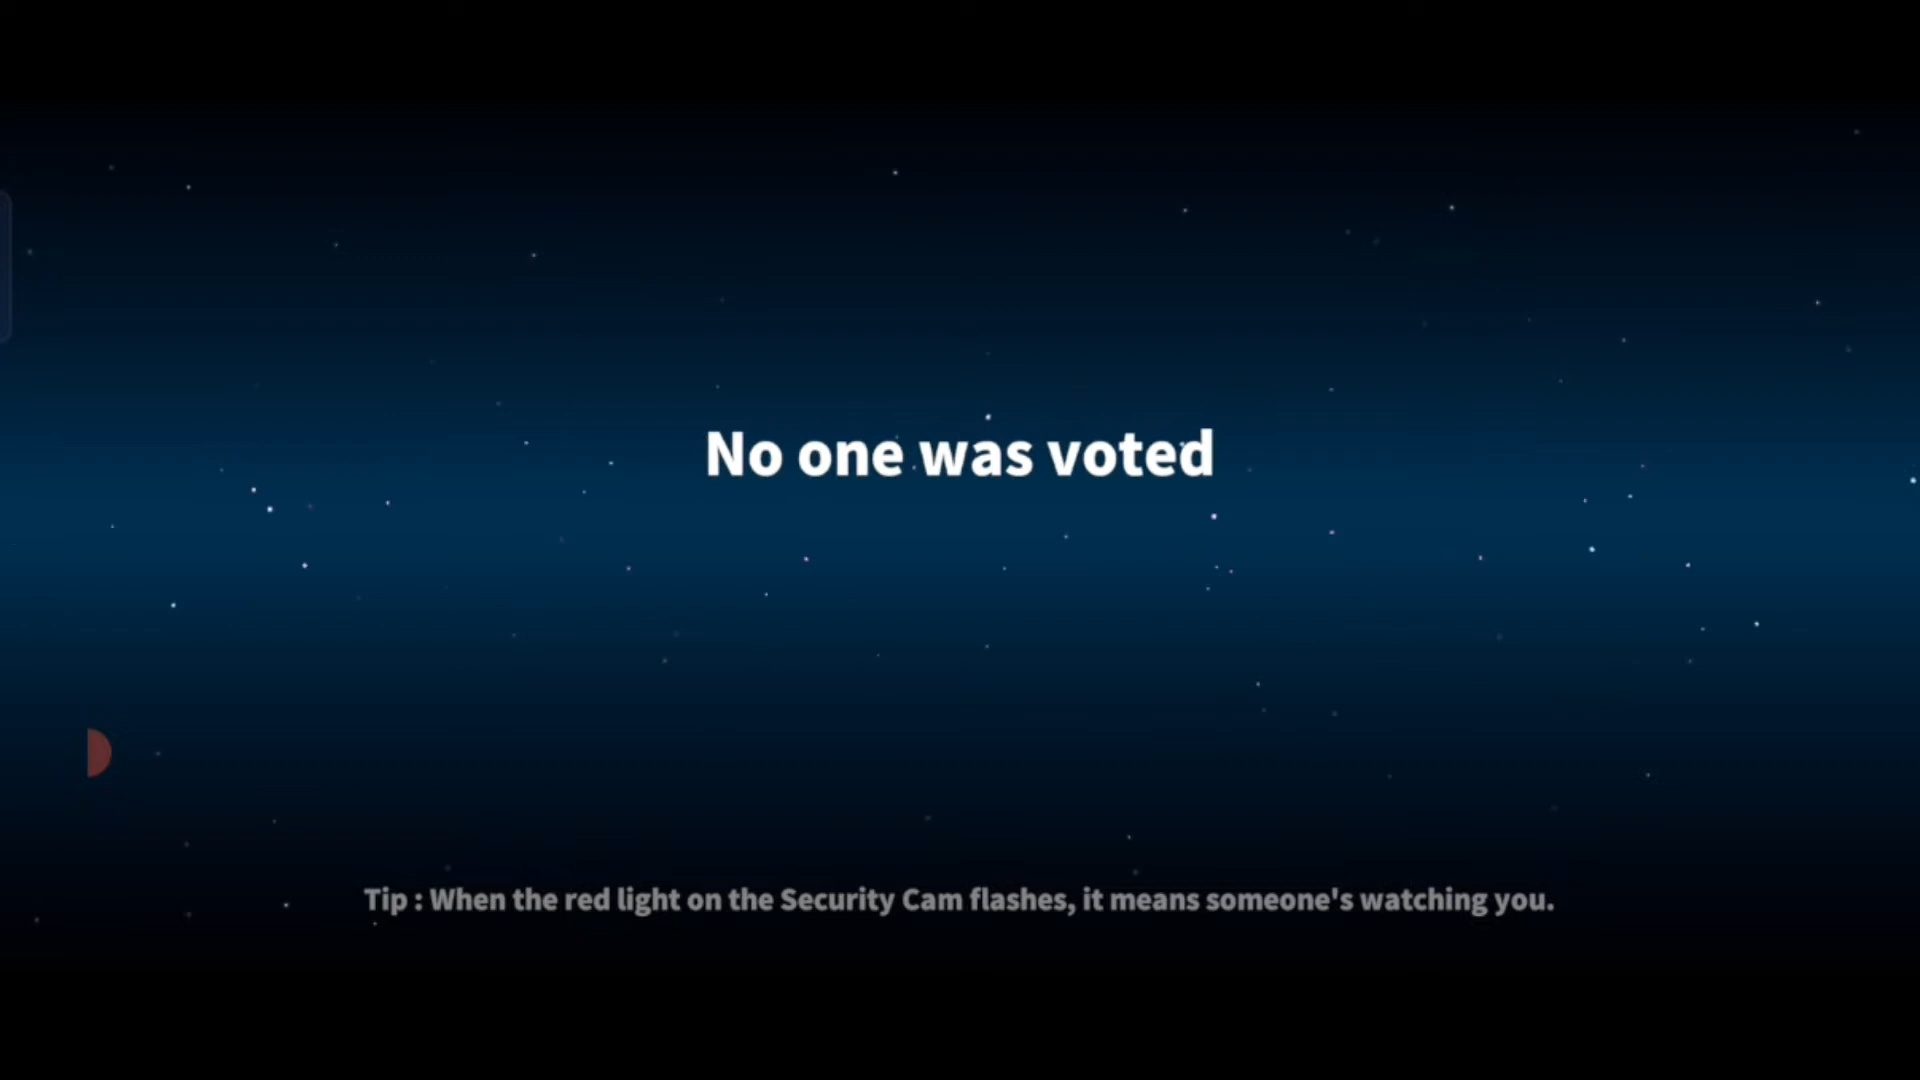 No one was voted
Tip : When the red light on the Security Cam flashes, it means someone's watching you.